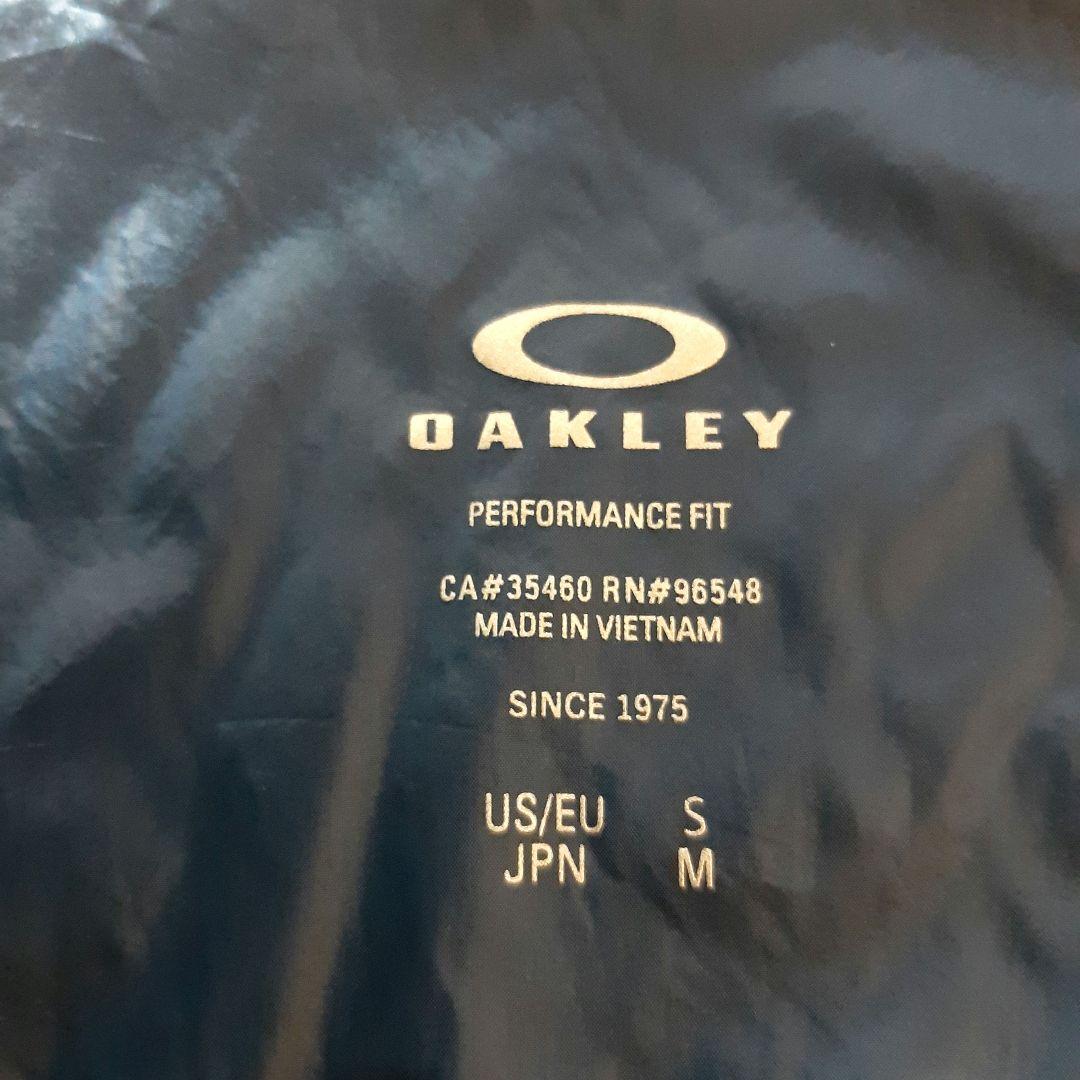 OAKLEY
PERFORMANCE FIT
CA#35460 RN#96548
MADE IN VIETNAM
SINCE 1975
US/EU S
JPN M